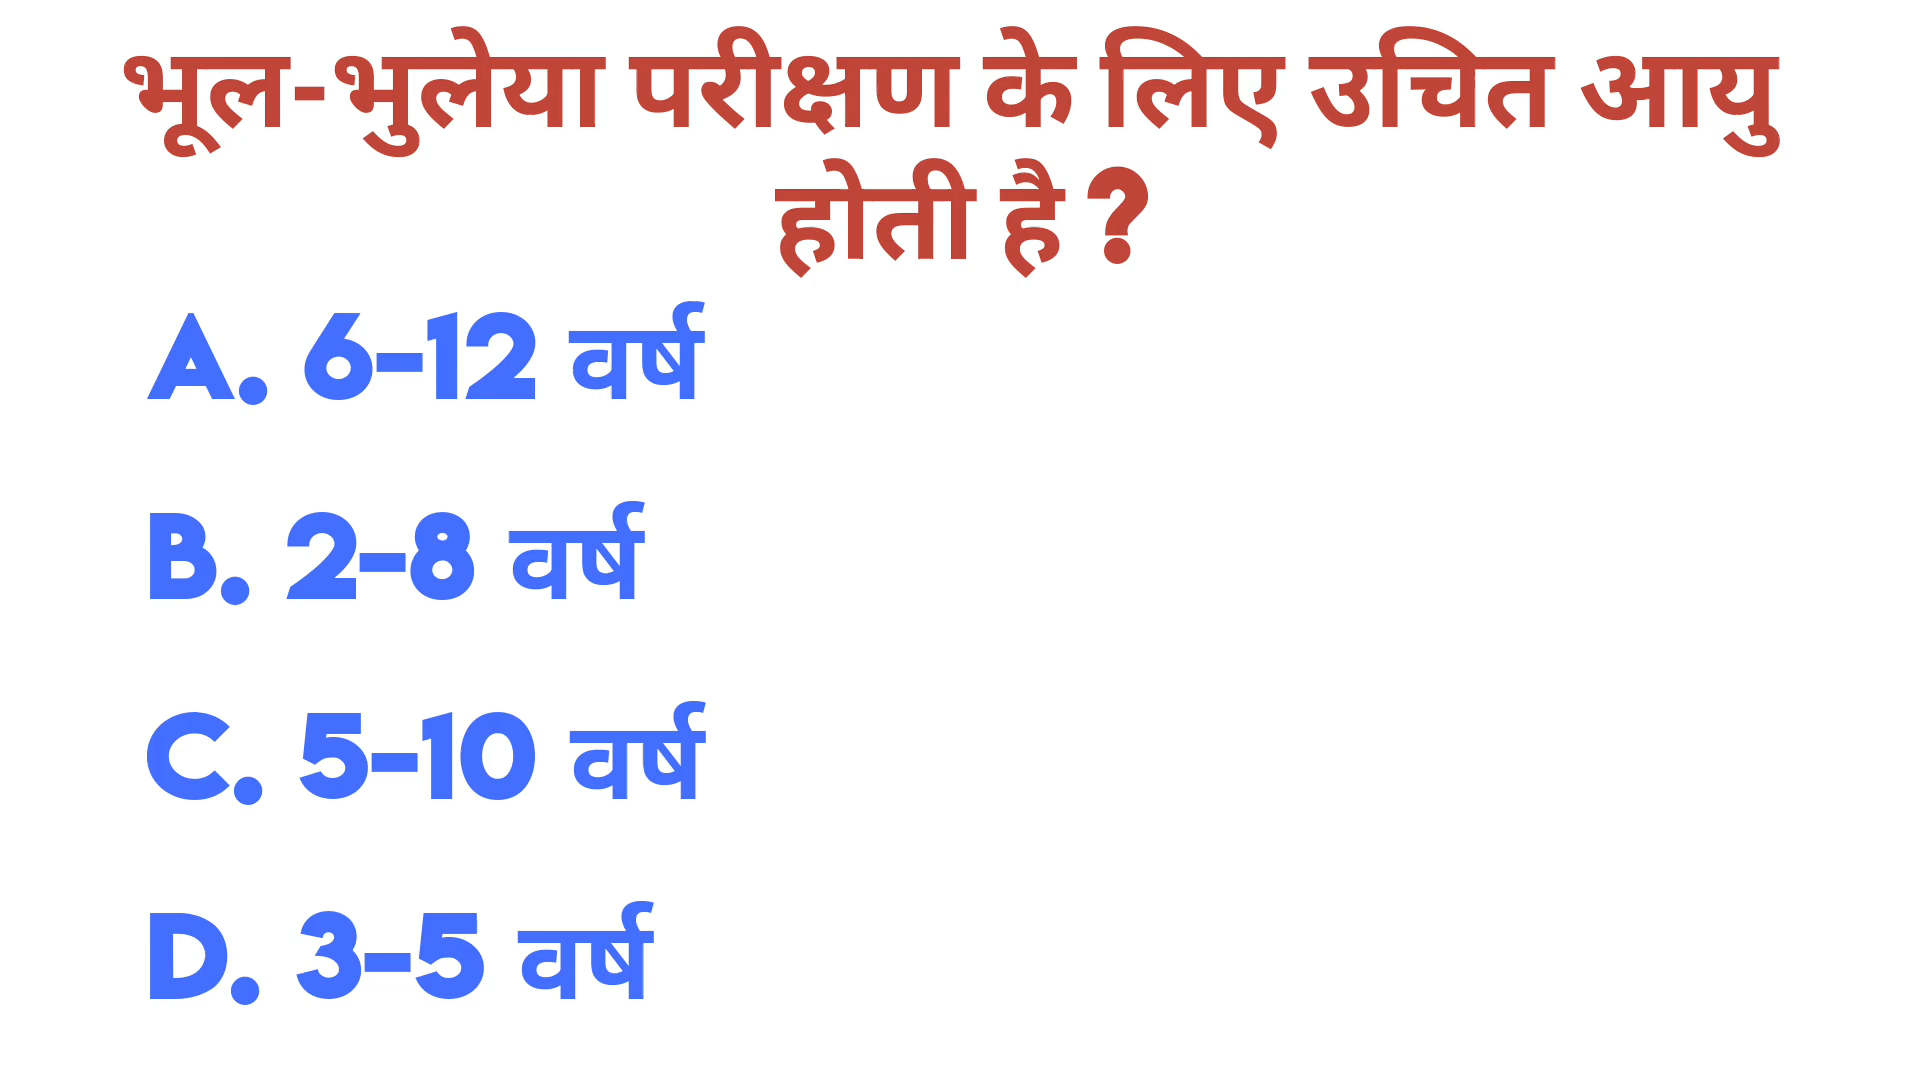 भूल-भुलेया परीक्षण के लिए उचित आयु
होती है ?
A. 6-12 वर्ष
B. 2-8 वर्ष
C. 5-10 वर्ष
D. 3-5 वर्ष